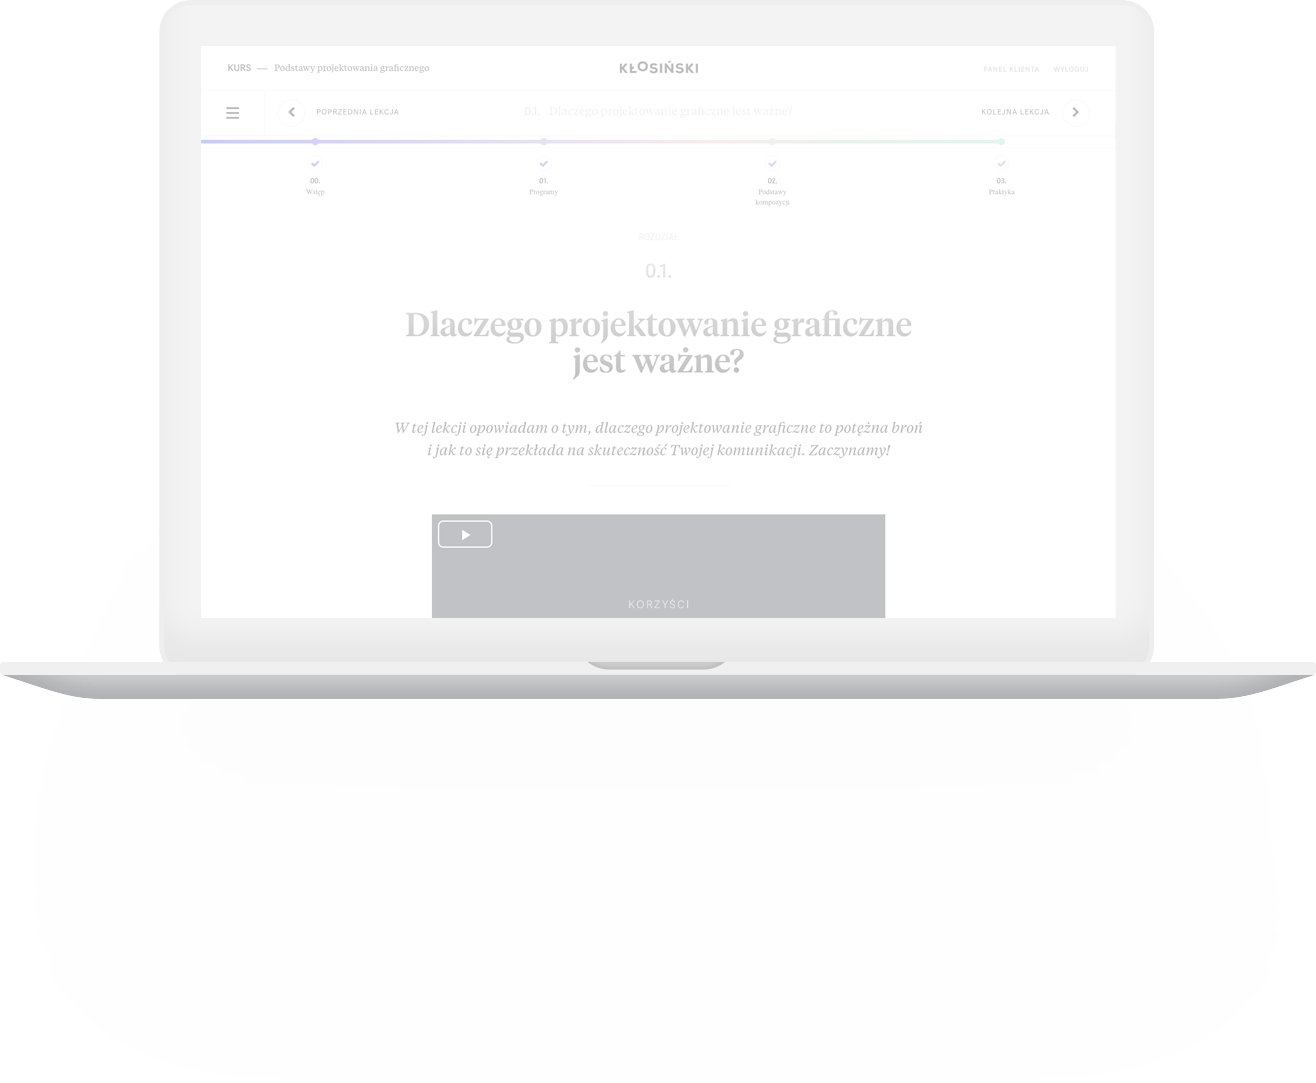 KURS — Podstawy projektowania graficznego
KŁOSIŃSKI
PANEL KLIENTA WYLOGUJ
POPRZEDNIA LEKCJA
0.1. Dlaczego projektowanie graficzne jest ważne?
KOLEJNA LEKCJA
00.
Wstęp
01.
Programy
02.
Podstawy
kompozycji
03.
Praktyka
ROZDZIAŁ
0.1.
Dlaczego projektowanie graficzne
jest ważne?
W tej lekcji opowiadam o tym, dlaczego projektowanie graficzne to potężna broń
i jak to się przekłada na skuteczność Twojej komunikacji. Zaczynamy!
KORZYŚCI